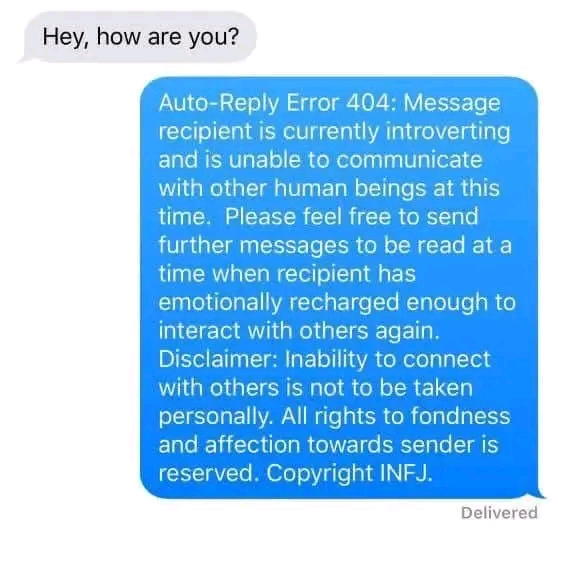 Hey, how are you?
Auto-Reply Error 404: Message
recipient is currently introverting
and is unable to communicate
with other human beings at this
time.  Please feel free to send
further messages to be read at a
time when recipient has
emotionally recharged enough to
interact with others again.
Disclaimer: Inability to connect
with others is not to be taken
personally. All rights to fondness
and affection towards sender is
reserved. Copyright INFJ.
Delivered